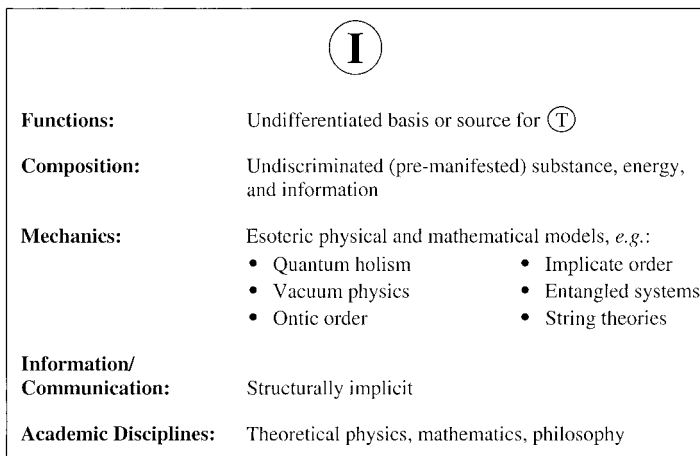 I
Functions: Undifferentiated basis or source for T
Composition: Undiscriminated (pre-manifested) substance, energy,
and information
Mechanics: Esoteric physical and mathematical models, e.g.:
• Quantum holism • Implicate order
• Vacuum physics • Entangled systems
• Ontic order • String theories
Information/
Communication: Structurally implicit
Academic Disciplines: Theoretical physics, mathematics, philosophy